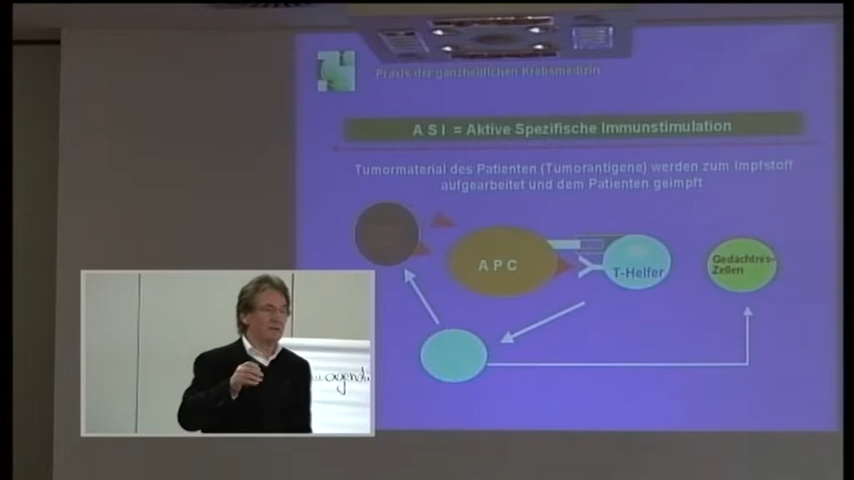 Praxis der ganzheitlichen Krebsmedizin
A S I = Aktive Spezifische Immunstimulation
Tumormaterial des Patienten (Tumorantigene) werden zum Impfstoff
aufgearbeitet und dem Patienten geimpft
A P C
T-Helfer
Gedächtnis-
Zellen